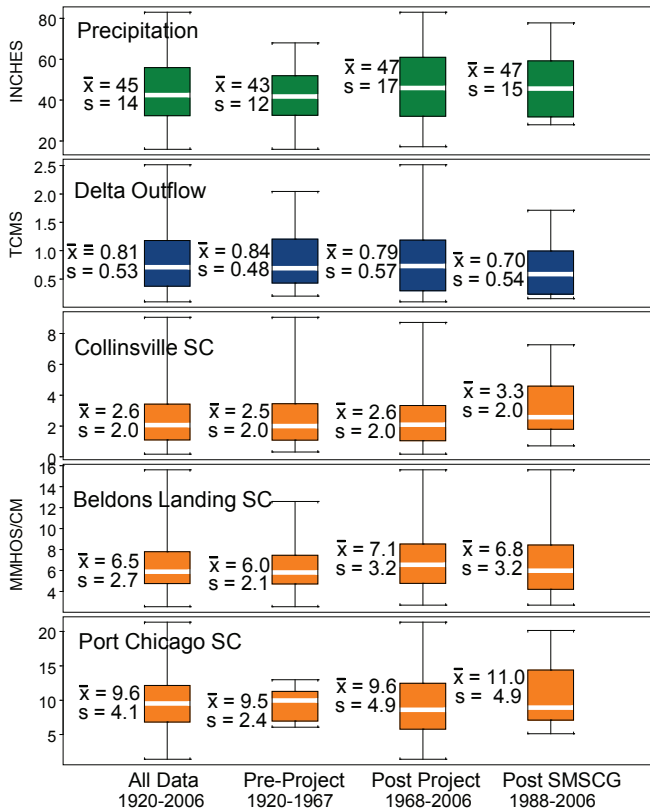 Precipitation
INCHES
80
60
40
20
x̄ = 45
s = 14
x̄ = 43
s = 12
x̄ = 47
s = 17
x̄ = 47
s = 15
Delta Outflow
TCMS
2.5
2.0
1.5
1.0
0.5
x̄ = 0.81
s = 0.53
x̄ = 0.84
s = 0.48
x̄ = 0.79
s = 0.57
x̄ = 0.70
s = 0.54
Collinsville SC
8
6
4
2
0
x̄ = 2.6
s = 2.0
x̄ = 2.5
s = 2.0
x̄ = 2.6
s = 2.0
x̄ = 3.3
s = 2.0
Beldons Landing SC
MMHOS/CM
16
14
12
10
8
6
4
x̄ = 6.5
s = 2.7
x̄ = 6.0
s = 2.1
x̄ = 7.1
s = 3.2
x̄ = 6.8
s = 3.2
Port Chicago SC
20
15
10
5
x̄ = 9.6
s = 4.1
x̄ = 9.5
s = 2.4
x̄ = 9.6
s = 4.9
x̄ = 11.0
s = 4.9
All Data
1920-2006
Pre-Project
1920-1967
Post Project
1968-2006
Post SMSCG
1988-2006